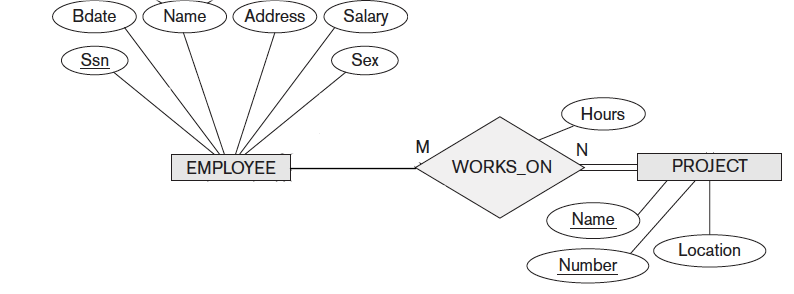 Bdate
Name
Address
Salary
Ssn
Sex
Hours
M
N
EMPLOYEE
WORKS_ON
PROJECT
Name
Location
Number